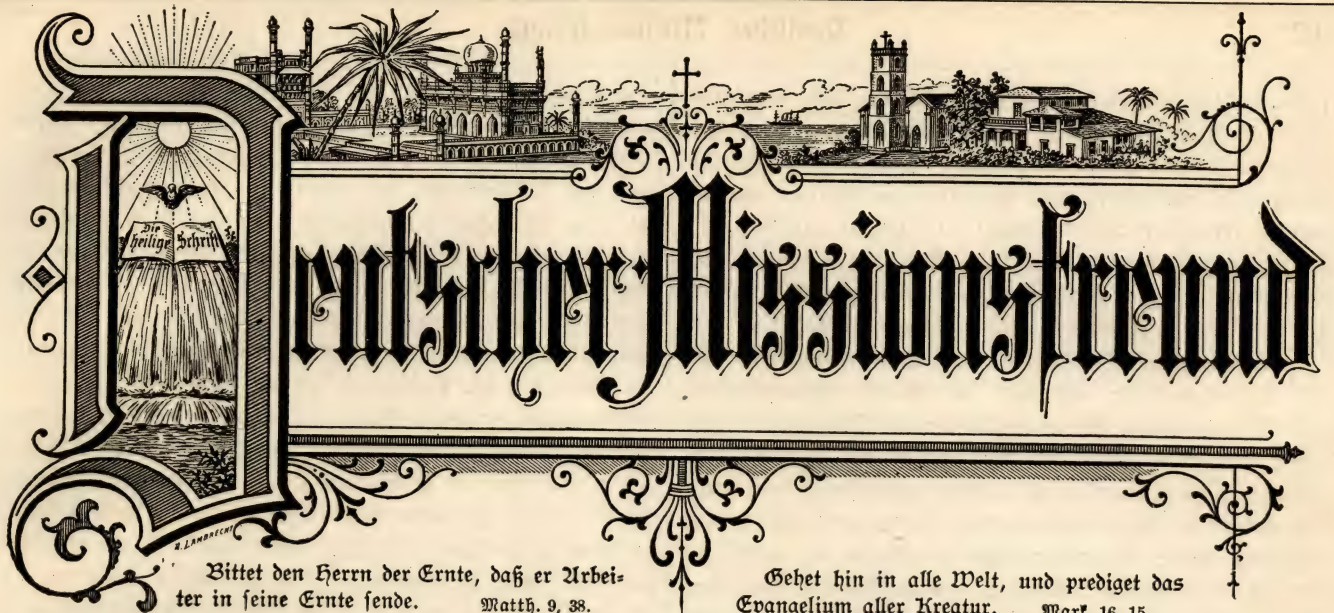 Die heilige Schrift
Deutscher Missionsfreund
A. LAMBRECHT
Bittet den Herrn der Ernte, daß er Arbei=
ter in seine Ernte sende. Matth. 9, 38.
Gehet hin in alle Welt, und prediget das
Evangelium aller Kreatur. Mark. 16, 15.